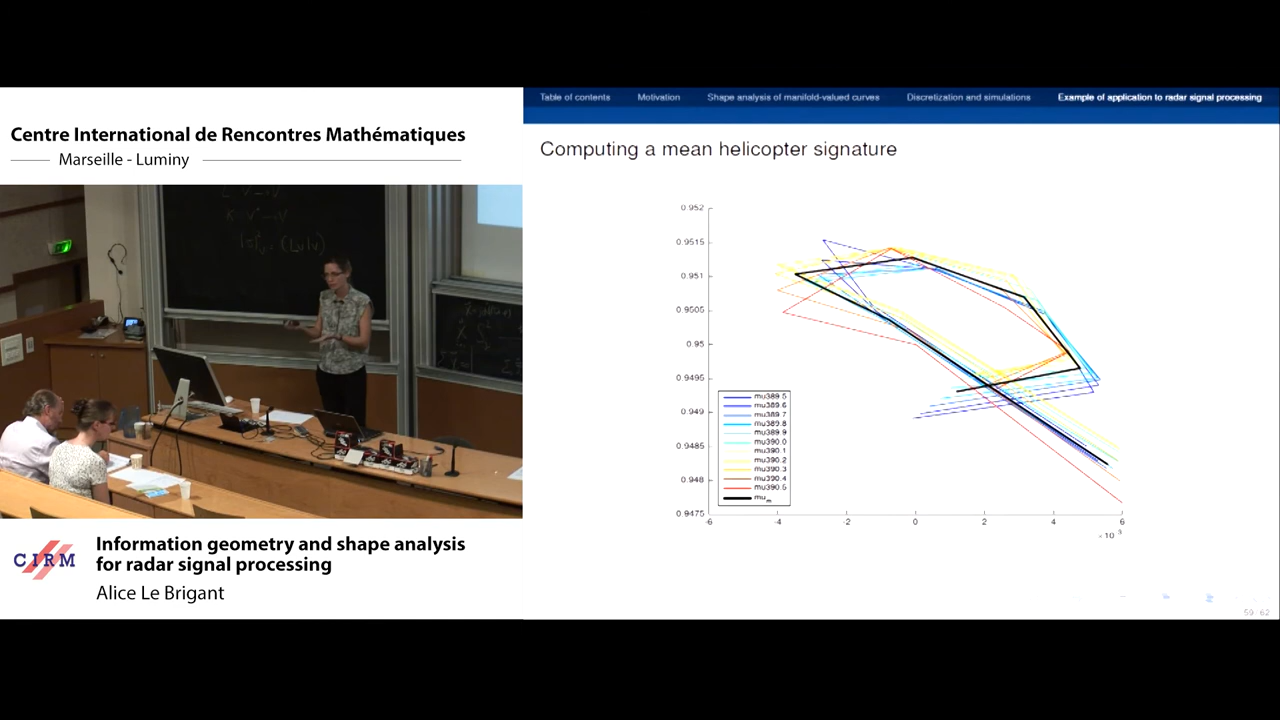 Centre International de Rencontres Mathématiques
Marseille - Luminy
CIRM
Information geometry and shape analysis
for radar signal processing
Alice Le Brigant
Table of contents Motivation Shape analysis of manifold-valued curves Discretization and simulations Example of application to radar signal processing
Computing a mean helicopter signature
0.952
0.9515
0.951
0.9505
0.95
0.9495
0.949
0.9485
0.948
0.9475
-6 -4 -2 0 2 4 6
× 10
mu389.5
mu389.6
mu389.7
mu389.8
mu389.9
mu390.0
mu390.1
mu390.2
mu390.3
mu390.4
mu390.5
mu_m
59 / 62